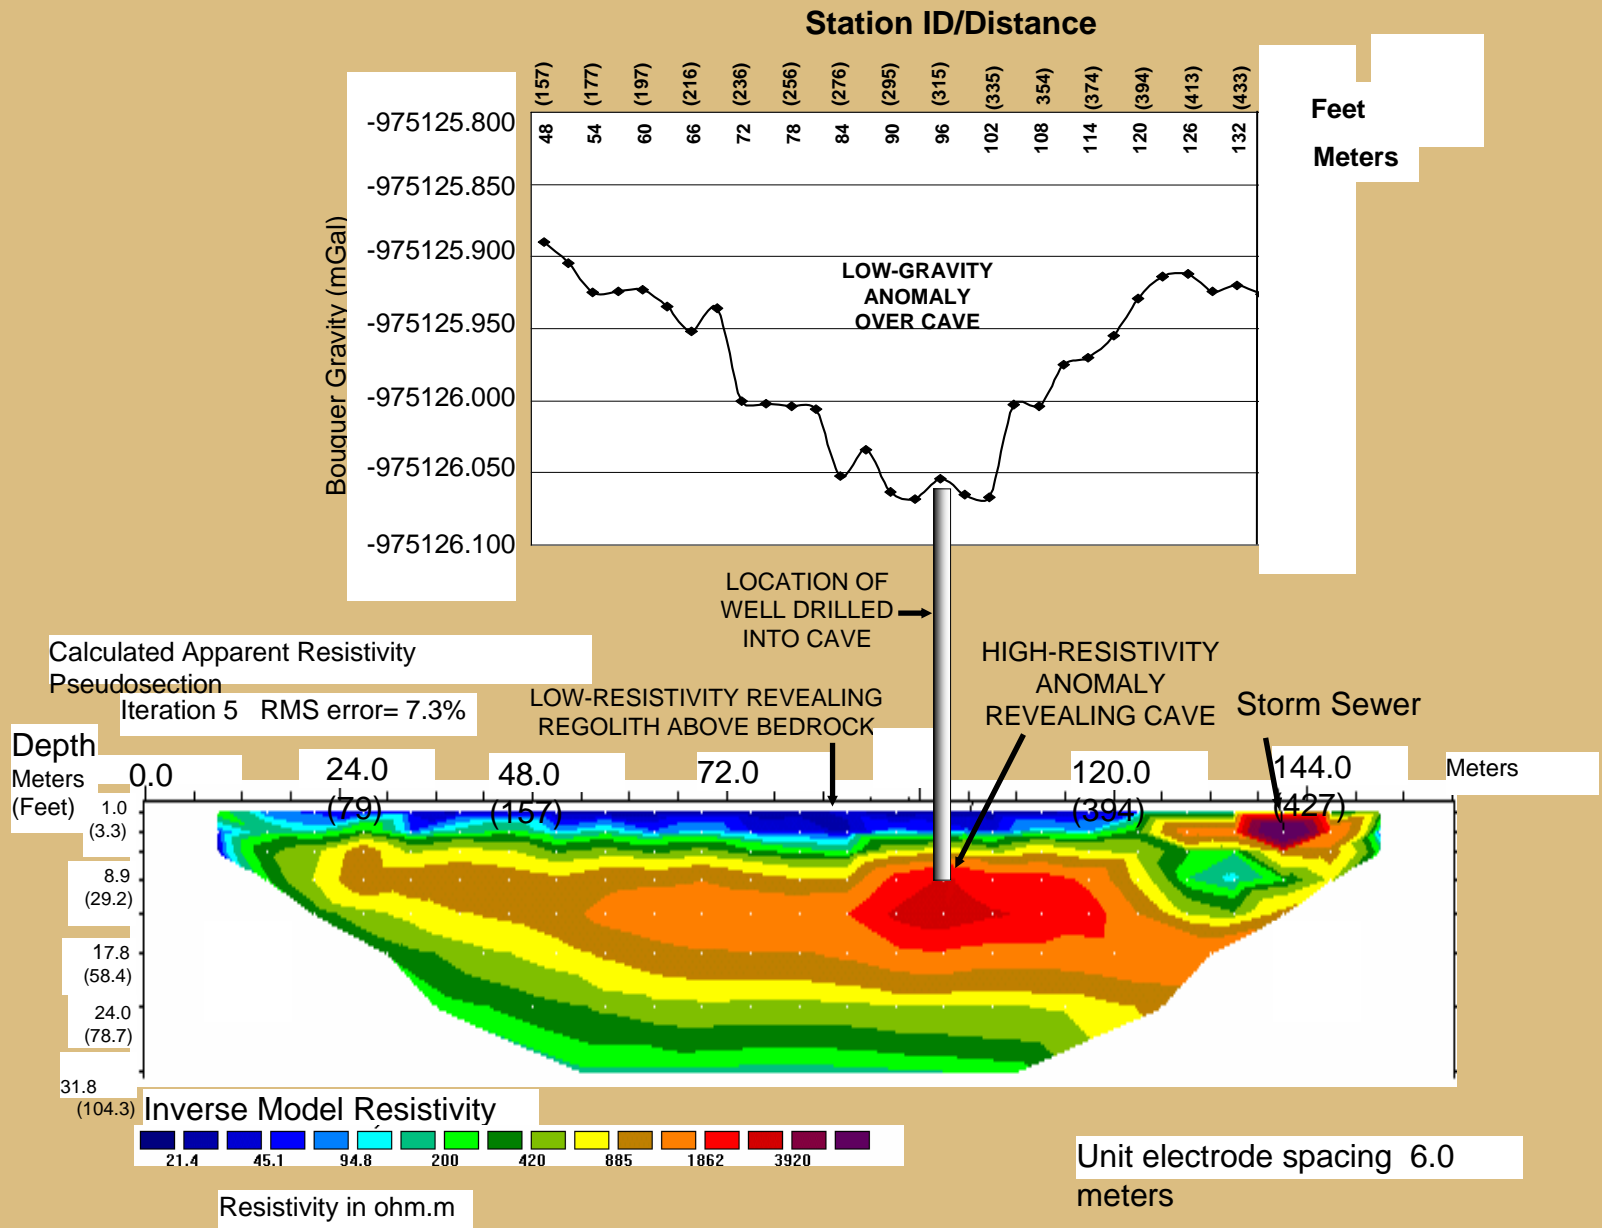 Station ID/Distance
(157)
(177)
(197)
(216)
(236)
(256)
(276)
(295)
(315)
(335)
354)
(374)
(394)
(413)
(433)
Feet
48
54
60
66
72
78
84
90
96
102
108
114
120
126
132
Meters
-975125.800
-975125.850
-975125.900
-975125.950
-975126.000
-975126.050
-975126.100
Bouquer Gravity (mGal)
LOW-GRAVITY
ANOMALY
OVER CAVE
LOCATION OF
WELL DRILLED
INTO CAVE
Calculated Apparent Resistivity
Pseudosection
Iteration 5 RMS error= 7.3%
LOW-RESISTIVITY REVEALING
REGOLITH ABOVE BEDROCK
HIGH-RESISTIVITY
ANOMALY
REVEALING CAVE
Storm Sewer
Depth
Meters
(Feet)
0.0
24.0
(79)
48.0
(157)
72.0
120.0
(394)
144.0
(427)
Meters
1.0
(3.3)
8.9
(29.2)
17.8
(58.4)
24.0
(78.7)
31.8
(104.3)
Inverse Model Resistivity
21.4
45.1
94.8
200
420
885
1862
3920
Resistivity in ohm.m
Unit electrode spacing 6.0
meters